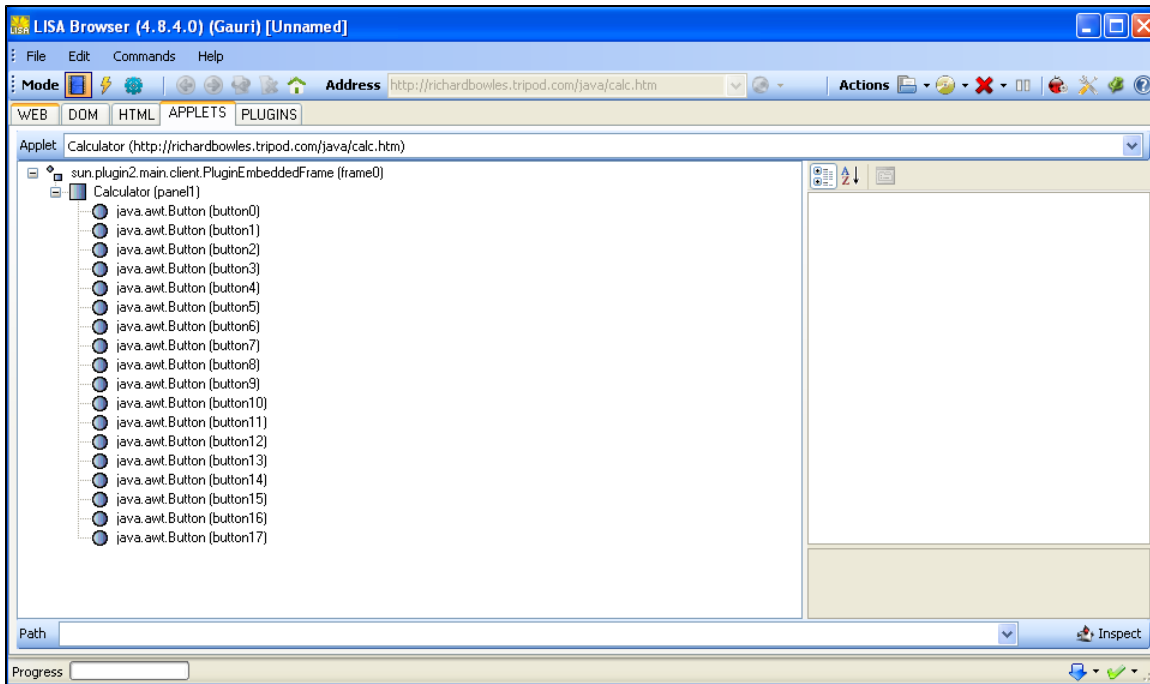 LISA Browser (4.8.4.0) (Gauri) [Unnamed]
File Edit Commands Help
Mode Address http://richardbowles.tripod.com/java/calc.htm Actions
WEB DOM HTML APPLETS PLUGINS
Applet Calculator (http://richardbowles.tripod.com/java/calc.htm)
sun.plugin2.main.client.PluginEmbeddedFrame (frame0)
Calculator (panel1)
java.awt.Button (button0)
java.awt.Button (button1)
java.awt.Button (button2)
java.awt.Button (button3)
java.awt.Button (button4)
java.awt.Button (button5)
java.awt.Button (button6)
java.awt.Button (button7)
java.awt.Button (button8)
java.awt.Button (button9)
java.awt.Button (button10)
java.awt.Button (button11)
java.awt.Button (button12)
java.awt.Button (button13)
java.awt.Button (button14)
java.awt.Button (button15)
java.awt.Button (button16)
java.awt.Button (button17)
Path Inspect
Progress